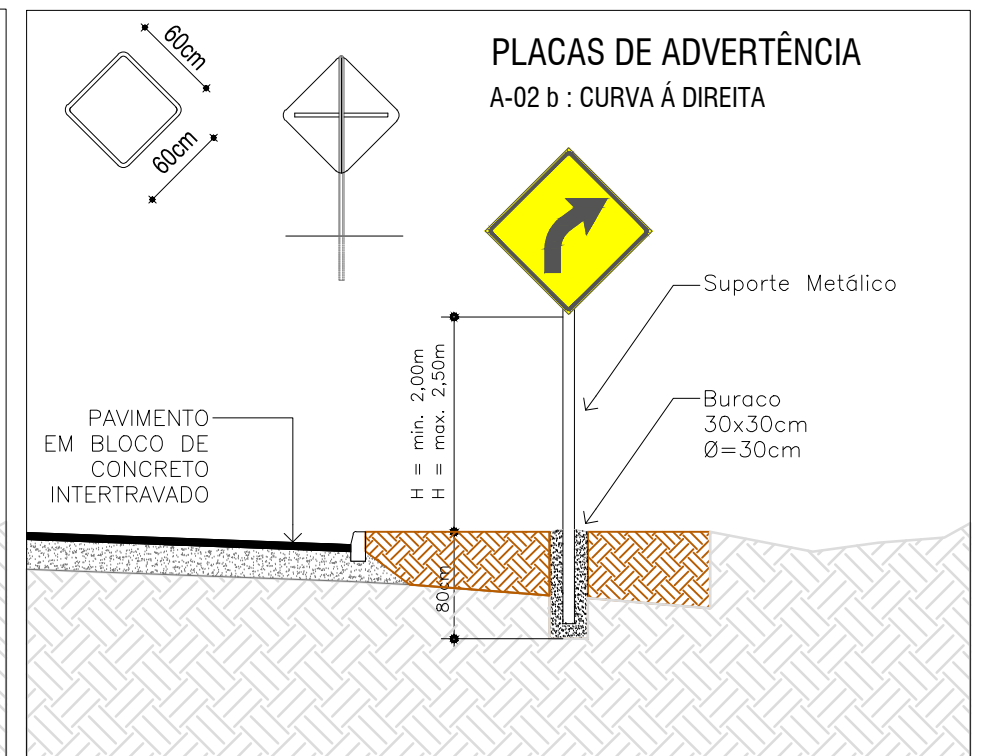 PLACAS DE ADVERTÊNCIA
A-02 b : CURVA Á DIREITA
60cm
60cm
Suporte Metálico
H = min. 2,00m
H = max. 2,50m
Buraco
30x30cm
Ø=30cm
PAVIMENTO
EM BLOCO DE
CONCRETO
INTERTRAVADO
80cm